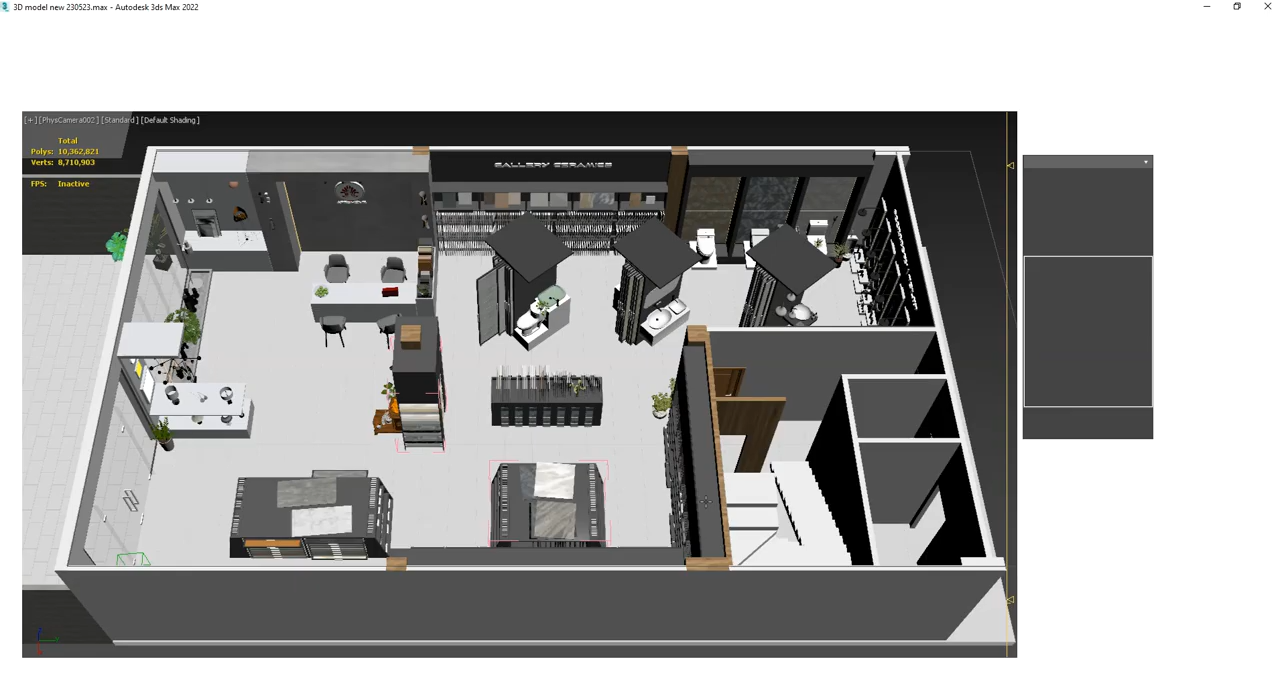 3D model new 230523.max - Autodesk 3ds Max 2022
[+] [PhysCamera002] [Standard] [Default Shading]
Total
Polys: 10,362,821
Verts: 8,710,903
FPS: Inactive
GALLERY CERAMICS